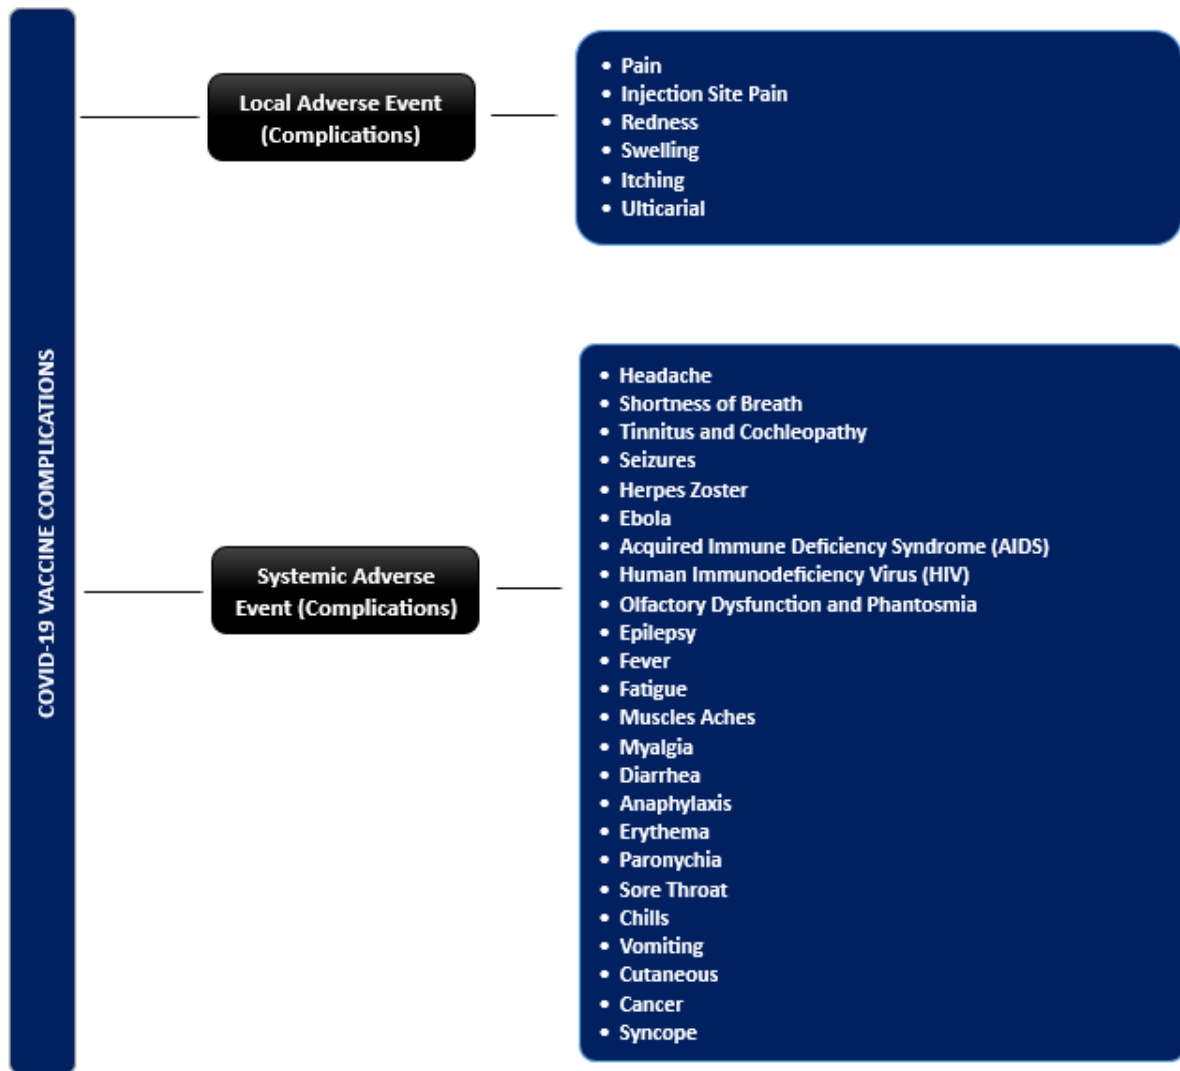 COVID-19 VACCINE COMPLICATIONS
Local Adverse Event
(Complications)
• Pain
• Injection Site Pain
• Redness
• Swelling
• Itching
• Ulticarial
Systemic Adverse
Event (Complications)
• Headache
• Shortness of Breath
• Tinnitus and Cochleopathy
• Seizures
• Herpes Zoster
• Ebola
• Acquired Immune Deficiency Syndrome (AIDS)
• Human Immunodeficiency Virus (HIV)
• Olfactory Dysfunction and Phantosmia
• Epilepsy
• Fever
• Fatigue
• Muscles Aches
• Myalgia
• Diarrhea
• Anaphylaxis
• Erythema
• Paronychia
• Sore Throat
• Chills
• Vomiting
• Cutaneous
• Cancer
• Syncope